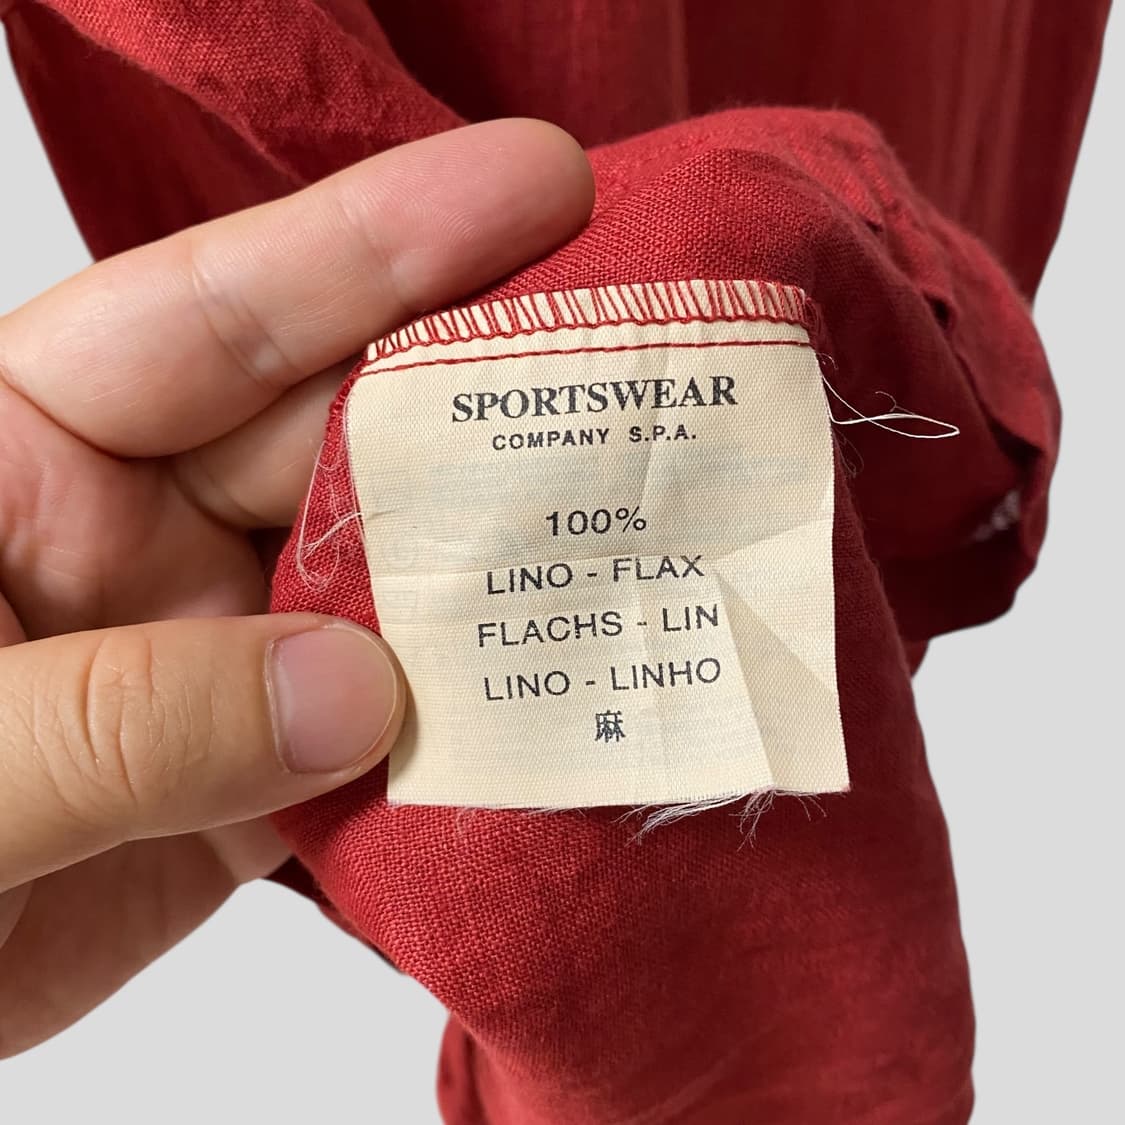 SPORTSWEAR
COMPANY S.P.A.
100%
LINO - FLAX
FLACHS - LIN
LINO - LINHO
麻